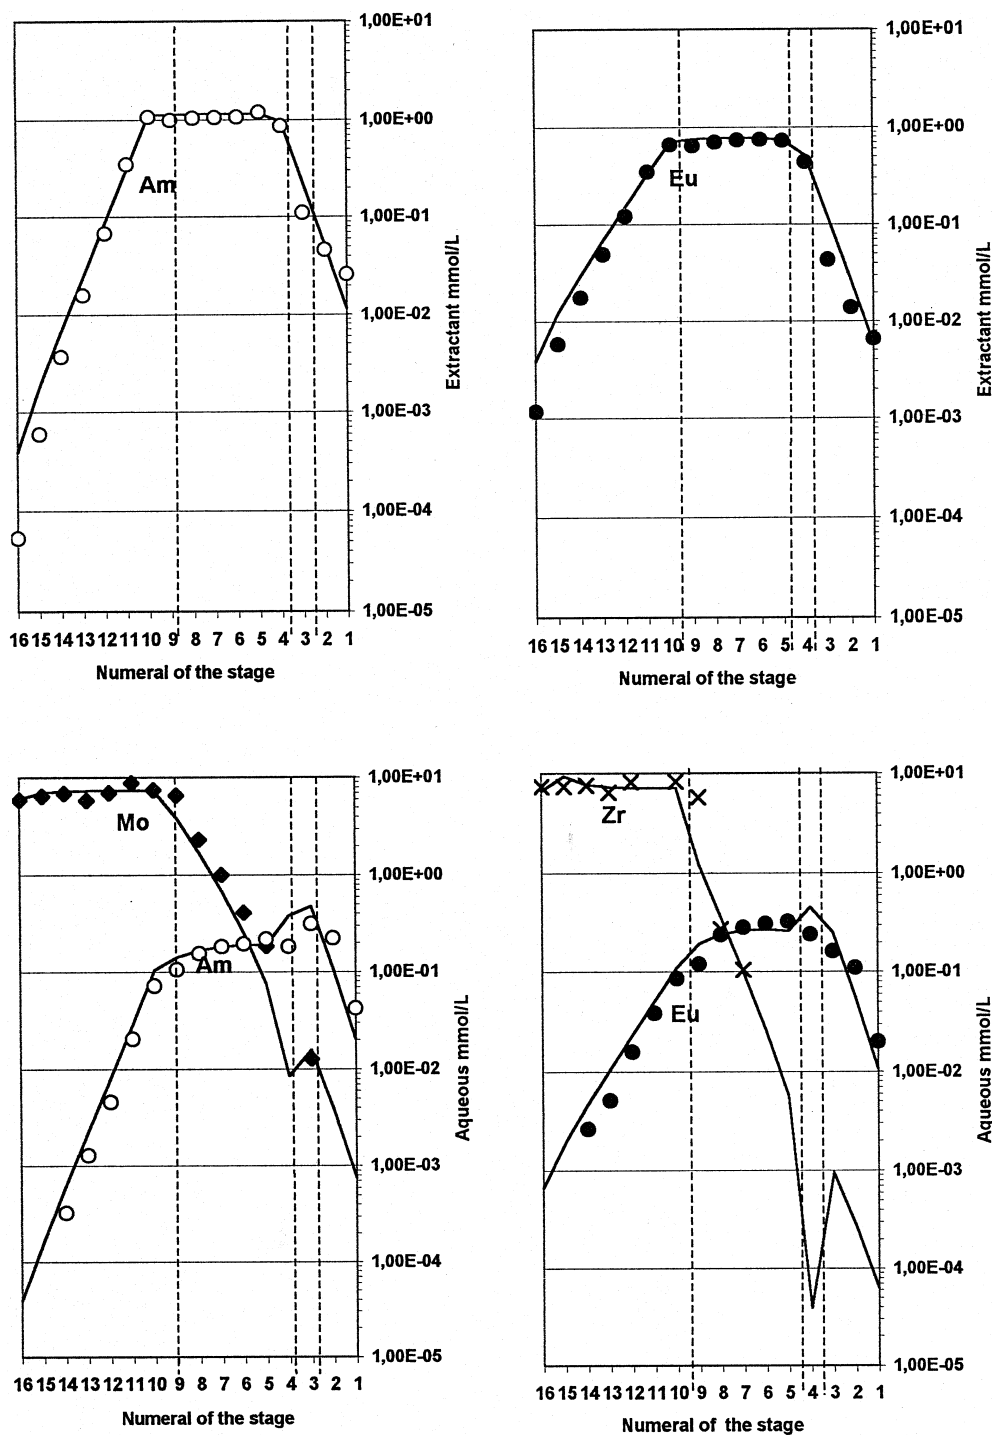 1,00E+01
1,00E+00
1,00E-01
1,00E-02
1,00E-03
1,00E-04
1,00E-05
Am
Extractant mmol/L
16 15 14 13 12 11 10 9 8 7 6 5 4 3 2 1
Numeral of the stage
1,00E+01
1,00E+00
1,00E-01
1,00E-02
1,00E-03
1,00E-04
1,00E-05
Eu
Extractant mmol/L
16 15 14 13 12 11 10 9 8 7 6 5 4 3 2 1
Numeral of the stage
1,00E+01
1,00E+00
1,00E-01
1,00E-02
1,00E-03
1,00E-04
1,00E-05
Mo
Am
Aqueous mmol/L
16 15 14 13 12 11 10 9 8 7 6 5 4 3 2 1
Numeral of the stage
1,00E+01
1,00E+00
1,00E-01
1,00E-02
1,00E-03
1,00E-04
1,00E-05
Zr
Eu
Aqueous mmol/L
16 15 14 13 12 11 10 9 8 7 6 5 4 3 2 1
Numeral of the stage